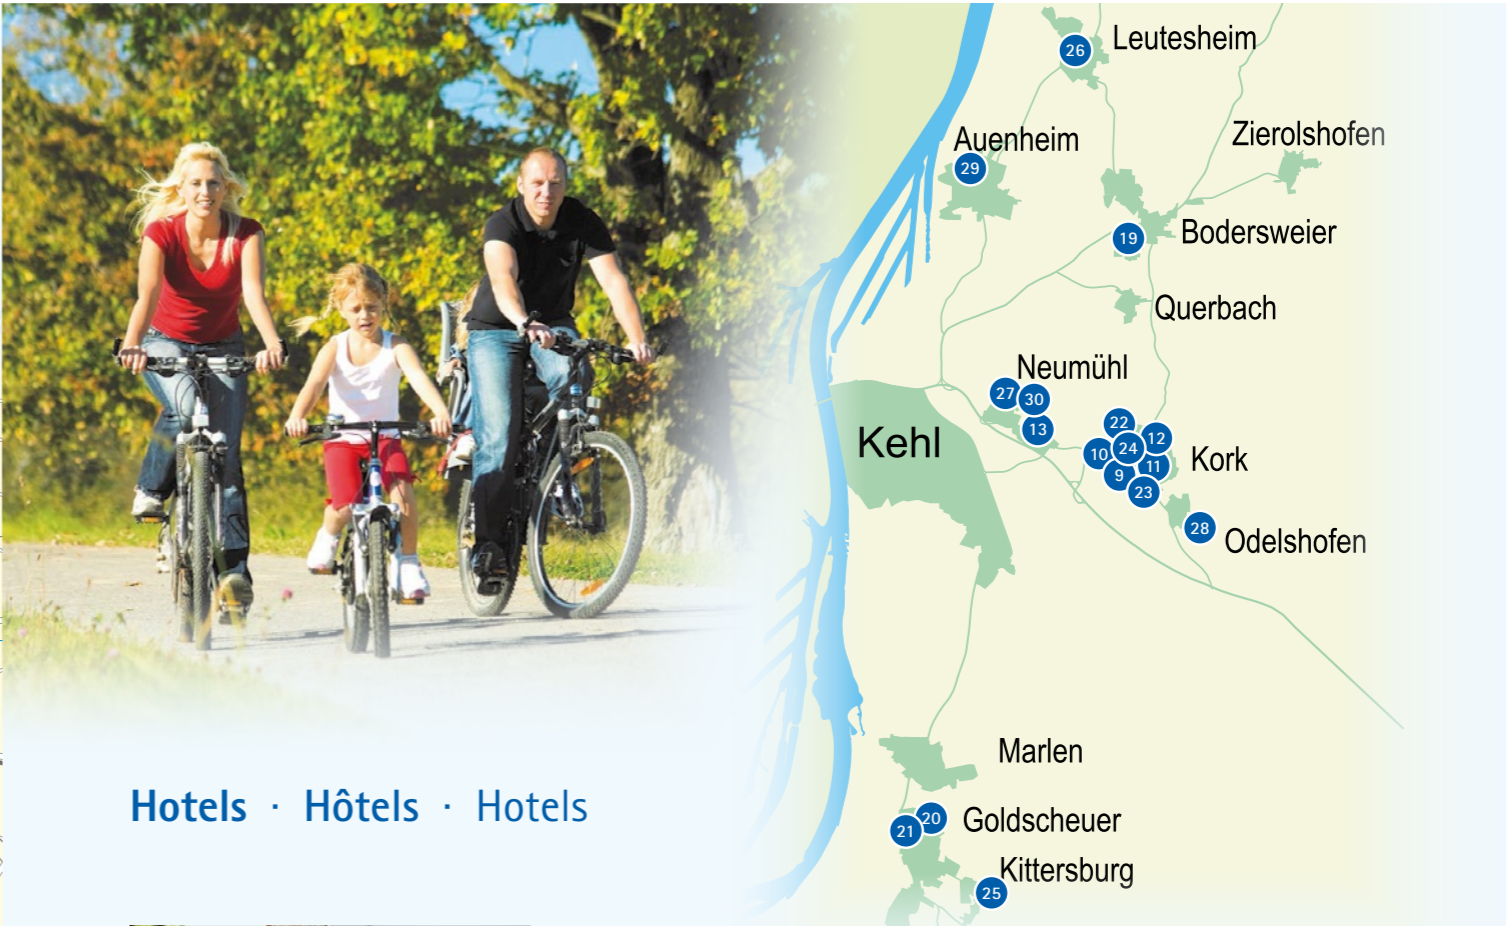 Leutesheim
26
Auenheim
29
Zierolshofen
19
Bodersweier
Querbach
Neumühl
27
30
13
Kehl
22
12
24
10
11
9
23
Kork
28
Odelshofen
Marlen
Hotels · Hôtels · Hotels
20
21
Goldscheuer
Kittersburg
25